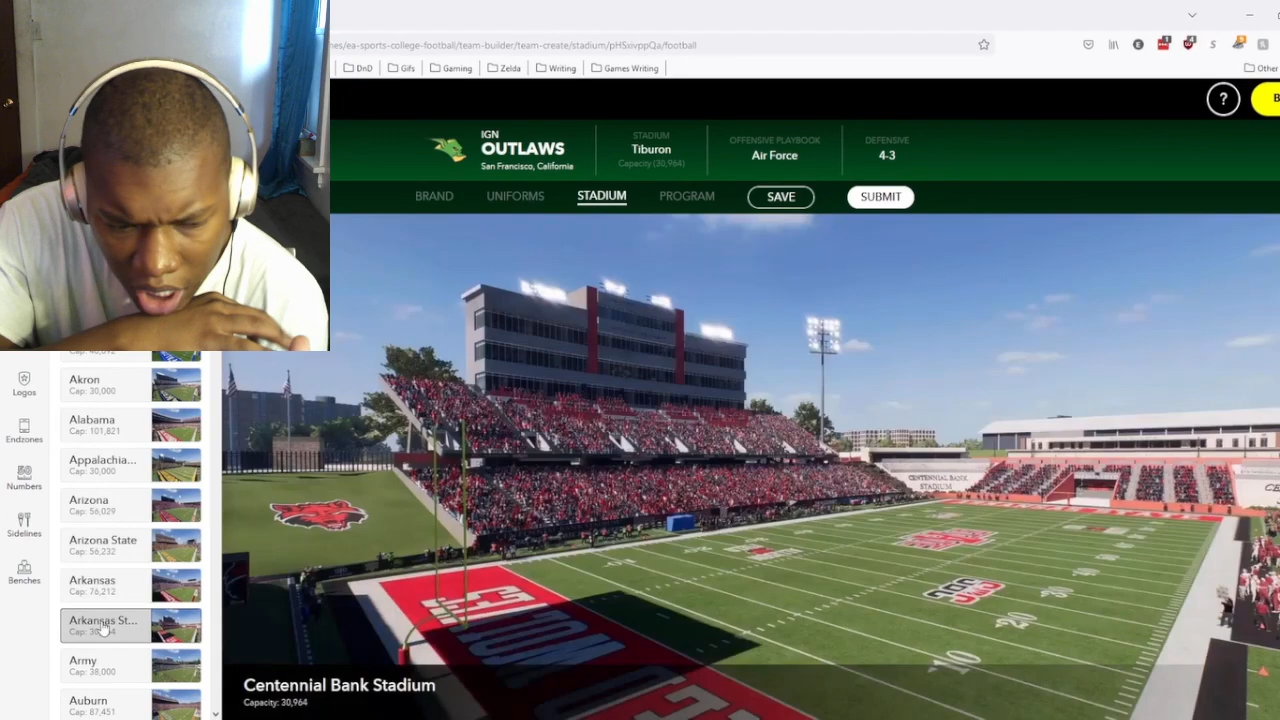 nes/ea-sports-college-football/team-builder/team-create/stadium/pHSxivppQa/football
DnD
Gifs
Gaming
Zelda
Writing
Games Writing
Other
?
B
IGN
OUTLAWS
San Francisco, California
STADIUM
Tiburon
Capacity (30,964)
OFFENSIVE PLAYBOOK
Air Force
DEFENSIVE
4-3
BRAND
UNIFORMS
STADIUM
PROGRAM
SAVE
SUBMIT
Logos
Endzones
50
Numbers
Sidelines
Benches
Akron
Cap: 30,000
Alabama
Cap: 101,821
Appalachia...
Cap: 30,000
Arizona
Cap: 56,029
Arizona State
Cap: 56,232
Arkansas
Cap: 76,212
Arkansas St...
Army
Cap: 38,000
Auburn
Cap: 87,451
CENTENNIAL BANK
STADIUM
20
10
Centennial Bank Stadium
Capacity: 30,964